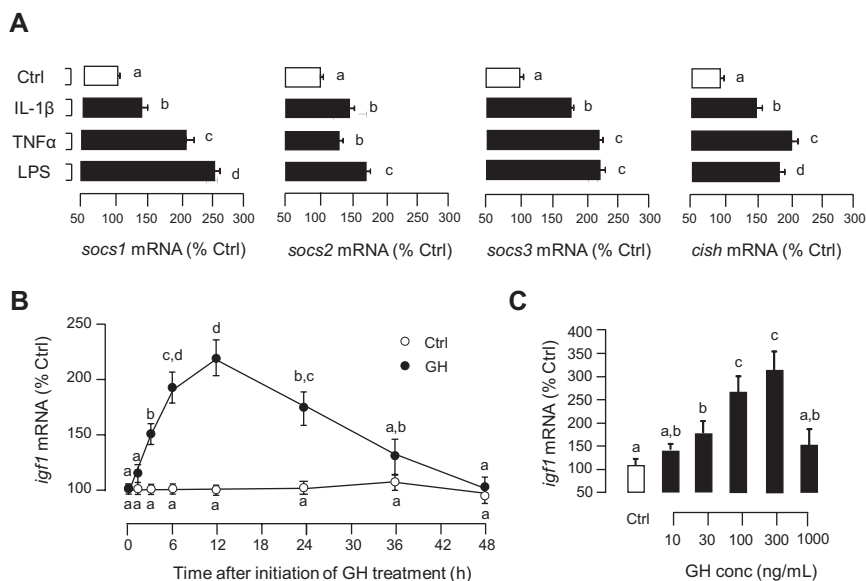 A
Ctrl a a a a
IL-1β b b b b
TNFα c b c c
LPS d c c d
50 100 150 200 250 300 50 100 150 200 250 300 50 100 150 200 250 300 50 100 150 200 250 300
socs1 mRNA (% Ctrl) socs2 mRNA (% Ctrl) socs3 mRNA (% Ctrl) cish mRNA (% Ctrl)
B
igf1 mRNA (% Ctrl)
250
200
150
100
a a b c,d d b,c a,b a
a a a a a a a a
Ctrl
GH
0 6 12 18 24 30 36 42 48
Time after initiation of GH treatment (h)
C
igf1 mRNA (% Ctrl)
400
350
300
250
200
150
100
50
a a,b b c c a,b
Ctrl
10 30 100 300 1000
GH conc (ng/mL)